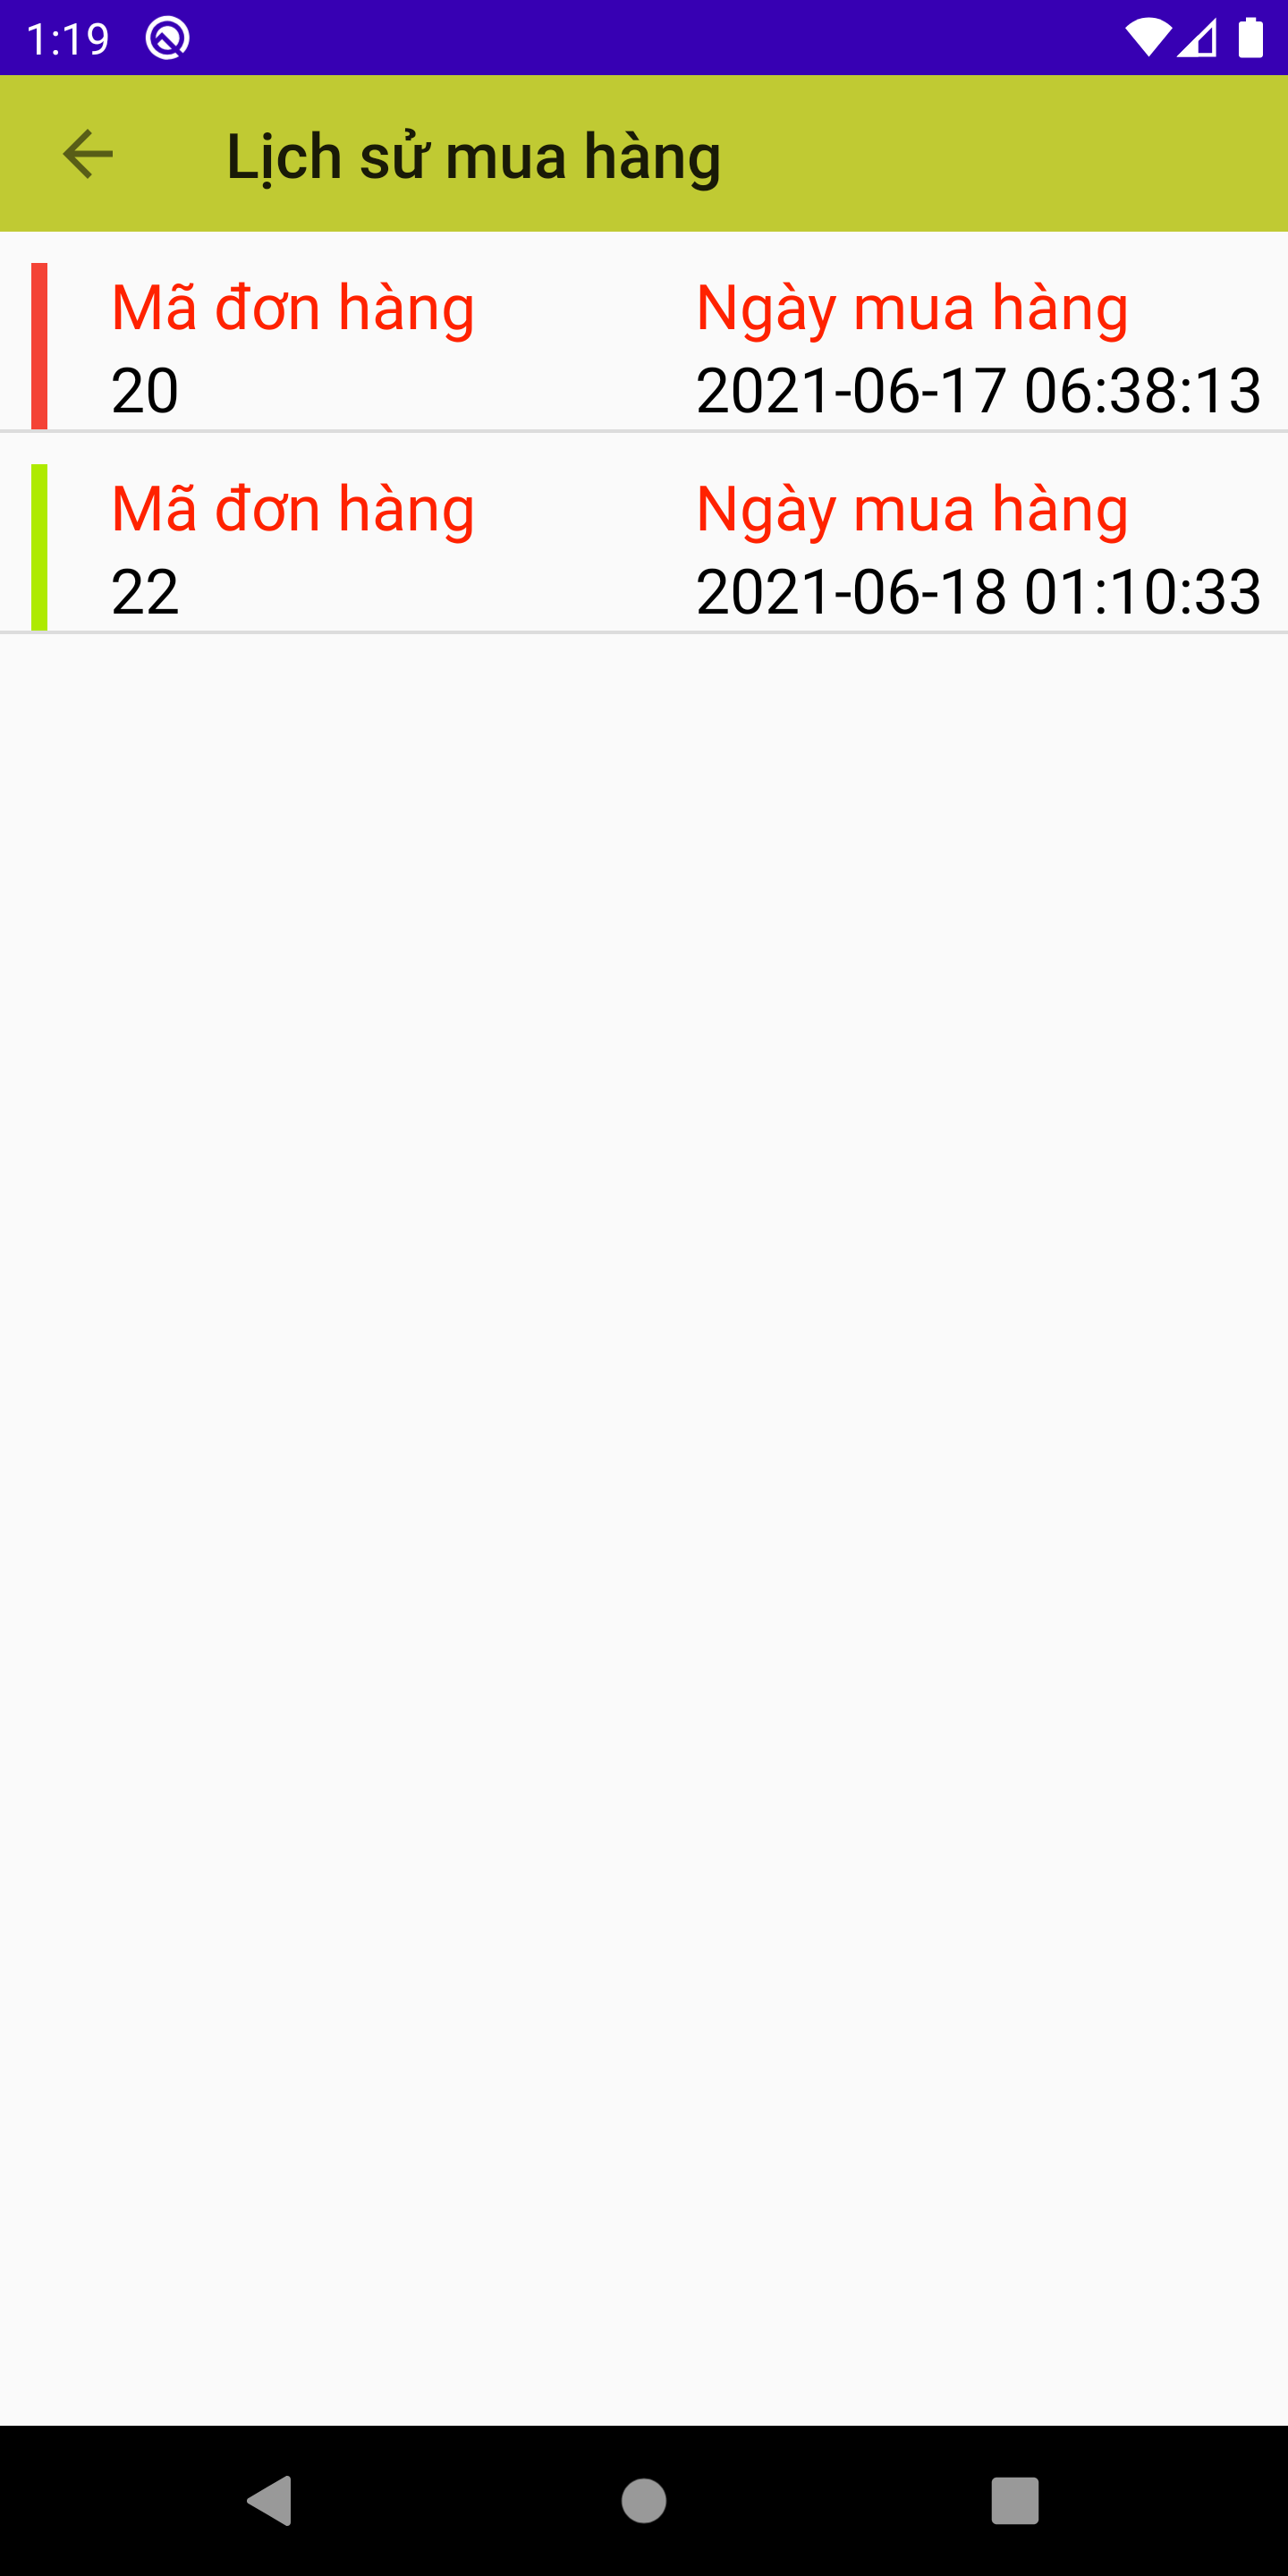 1:19
Lịch sử mua hàng
Mã đơn hàng Ngày mua hàng
20 2021-06-17 06:38:13
Mã đơn hàng Ngày mua hàng
22 2021-06-18 01:10:33